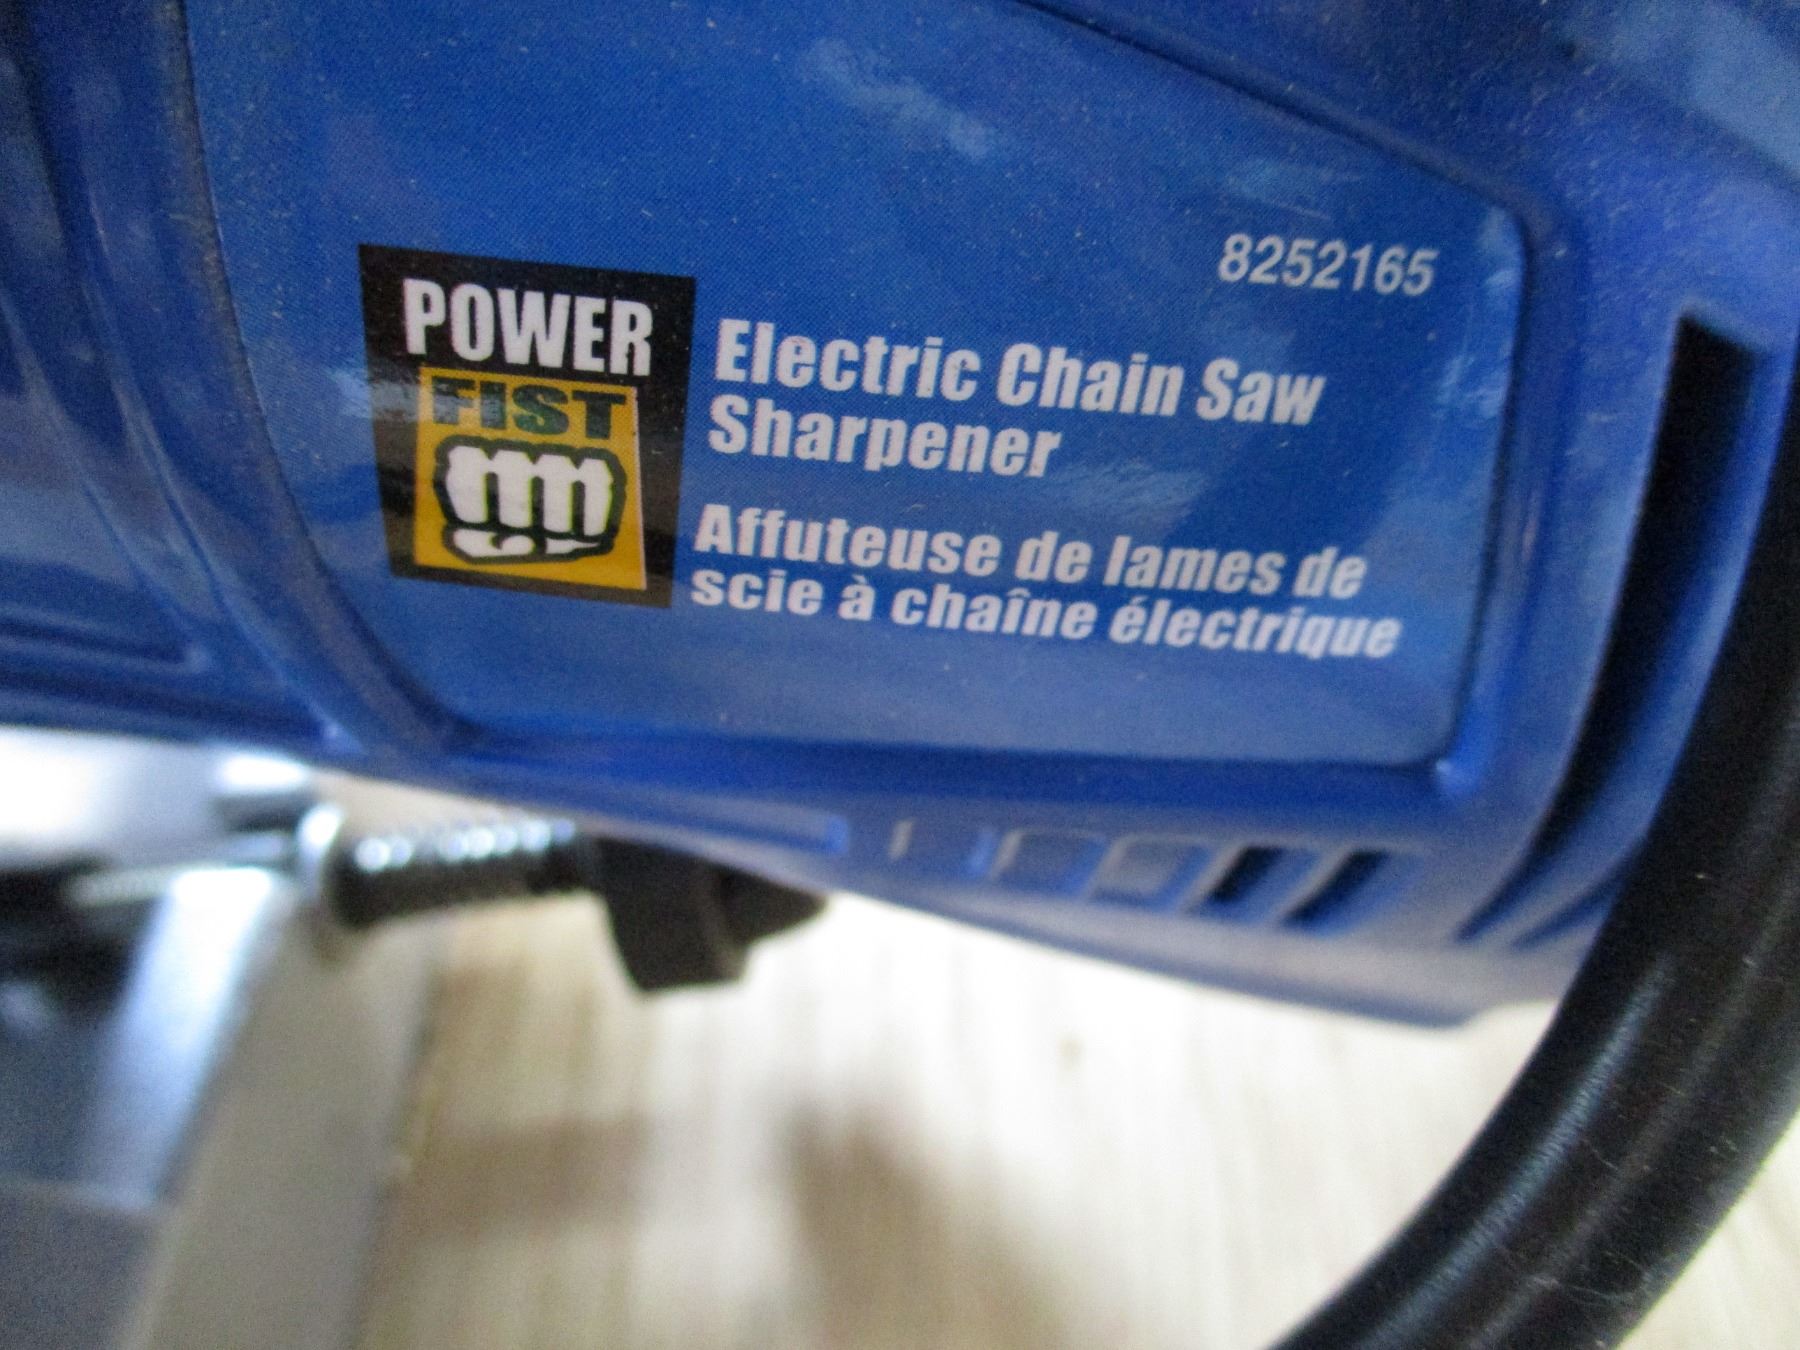 8252165
POWER
FIST
Electric Chain Saw
Sharpener
Affuteuse de lames de
scie à chaîne électrique